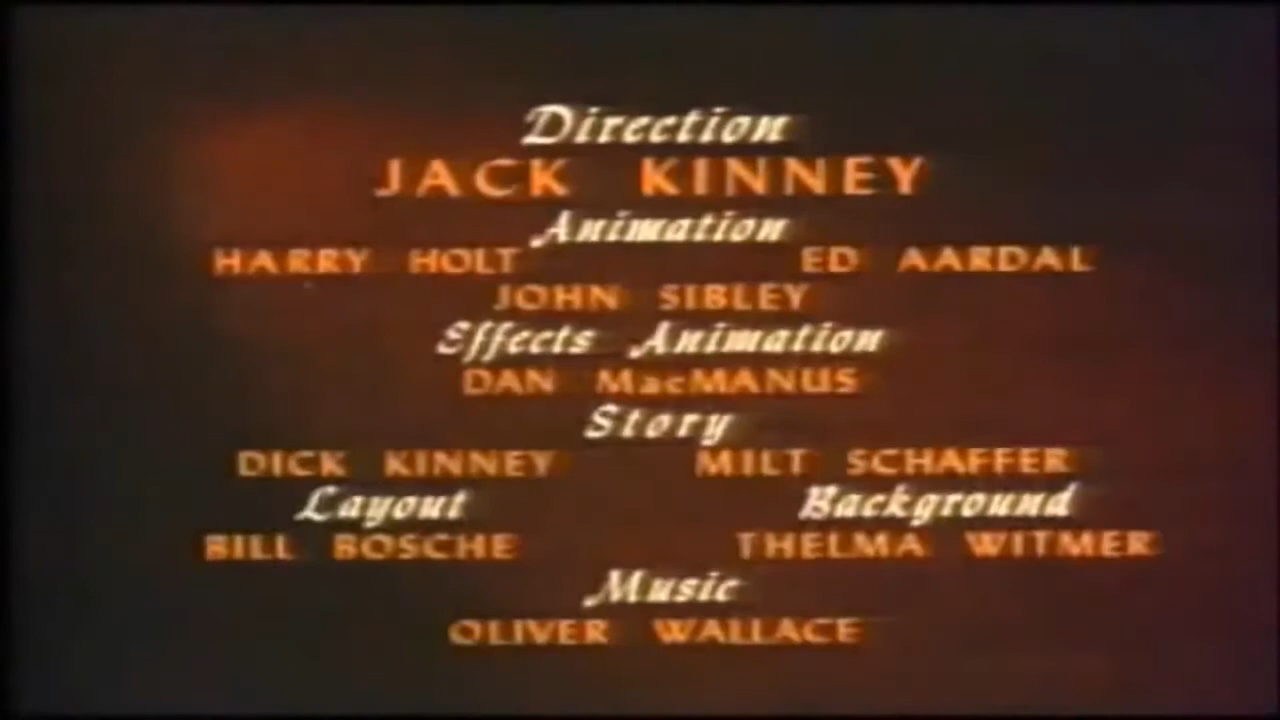 Direction
JACK KINNEY
Animation
HARRY HOLT ED AARDAL
JOHN SIBLEY
Effects Animation
DAN MacMANUS
Story
DICK KINNEY MILT SCHAFFER
Layout Background
BILL BOSCHE THELMA WITMER
Music
OLIVER WALLACE